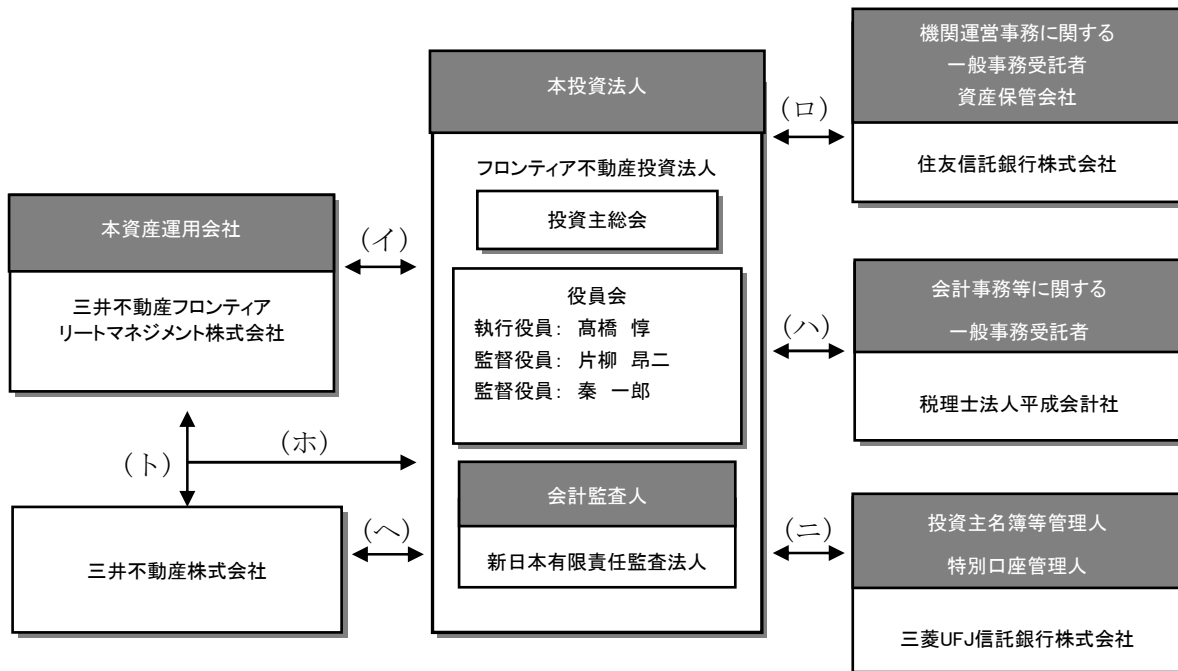 本資産運用会社
三井不動産フロンティア
リートマネジメント株式会社
(イ)
(ト)
(ホ)
三井不動産株式会社
(ヘ)
本投資法人
フロンティア不動産投資法人
投資主総会
役員会
執行役員: 髙橋 惇
監督役員: 片柳 昂二
監督役員: 秦 一郎
会計監査人
新日本有限責任監査法人
(ロ)
機関運営事務に関する
一般事務受託者
資産保管会社
住友信託銀行株式会社
(ハ)
会計事務等に関する
一般事務受託者
税理士法人平成会計社
(ニ)
投資主名簿等管理人
特別口座管理人
三菱UFJ信託銀行株式会社